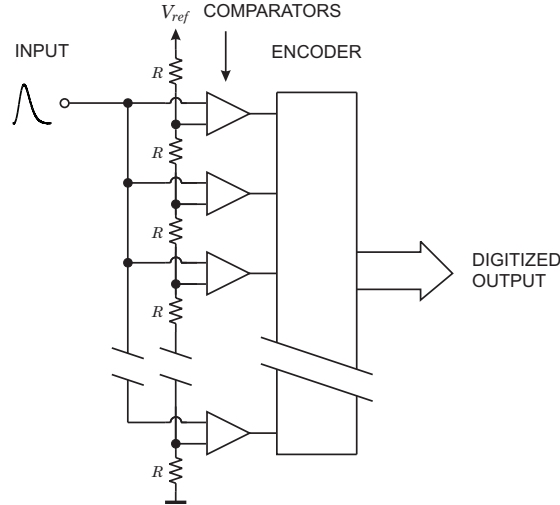 V_ref
COMPARATORS
INPUT
ENCODER
R
R
R
R
DIGITIZED
OUTPUT
R